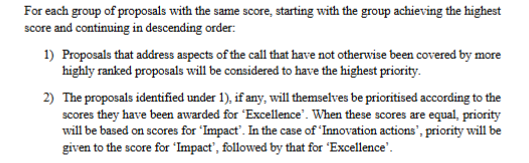 For each group of proposals with the same score, starting with the group achieving the highest
score and continuing in descending order:
1) Proposals that address aspects of the call that have not otherwise been covered by more
highly ranked proposals will be considered to have the highest priority.
2) The proposals identified under 1), if any, will themselves be prioritised according to the
scores they have been awarded for ‘Excellence’. When these scores are equal, priority
will be based on scores for ‘Impact’. In the case of ‘Innovation actions’, priority will be
given to the score for ‘Impact’, followed by that for ‘Excellence’.